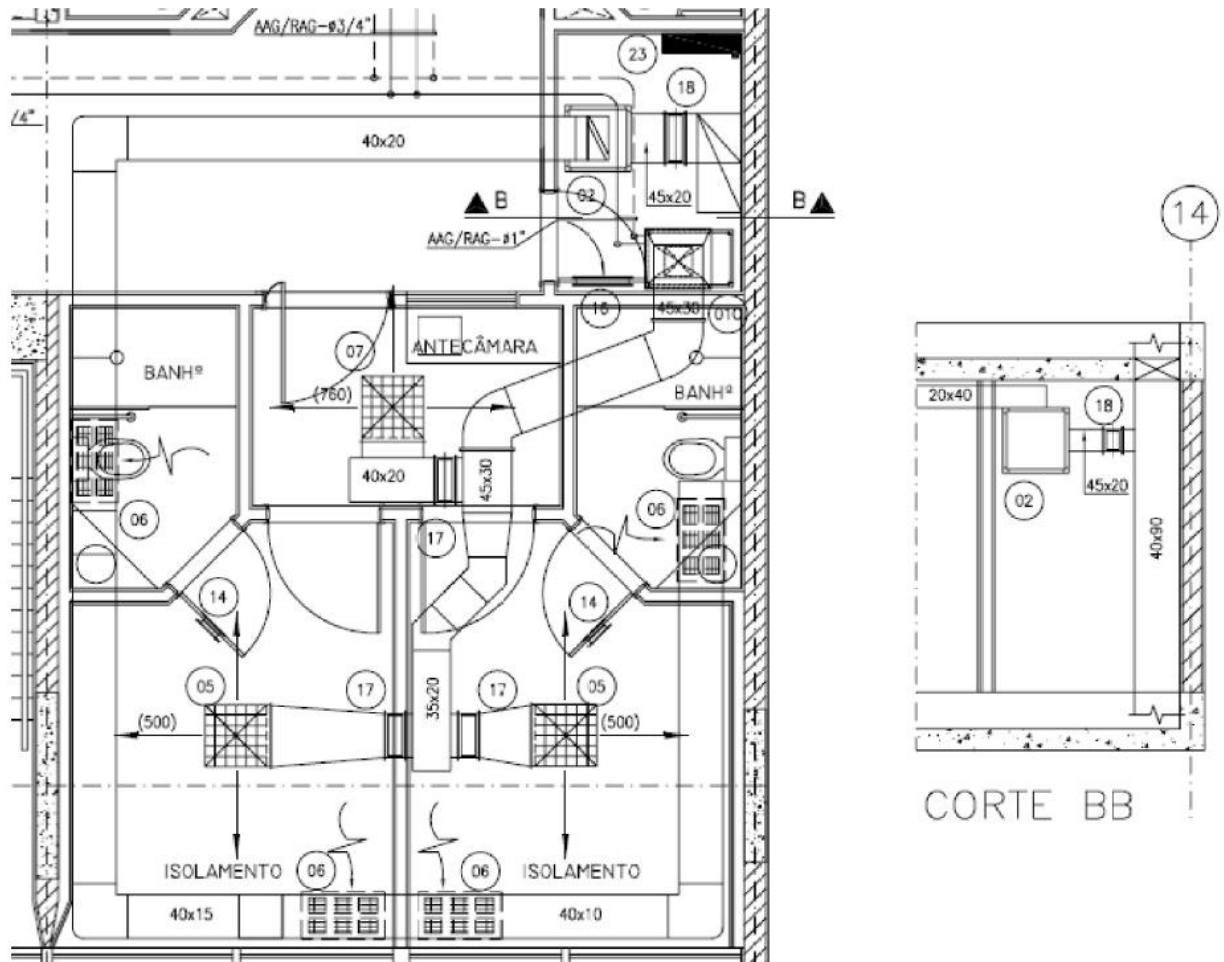 AAG/RAG-ø3/4"
23
18
/4"
40x20
45x20
B
02
B
14
AAG/RAG-ø1"
16
45x30
010
07
ANTECÂMARA
BANHº
(760)
BANHº
20x40
18
40x20
45x30
45x20
02
06
06
17
40x90
14
14
05
17
17
05
(500)
35x20
(500)
CORTE BB
ISOLAMENTO
06
06
ISOLAMENTO
40x15
40x10